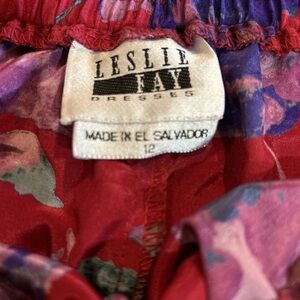 LESLIE
FAY
DRESSES
MADE IN EL SALVADOR
12